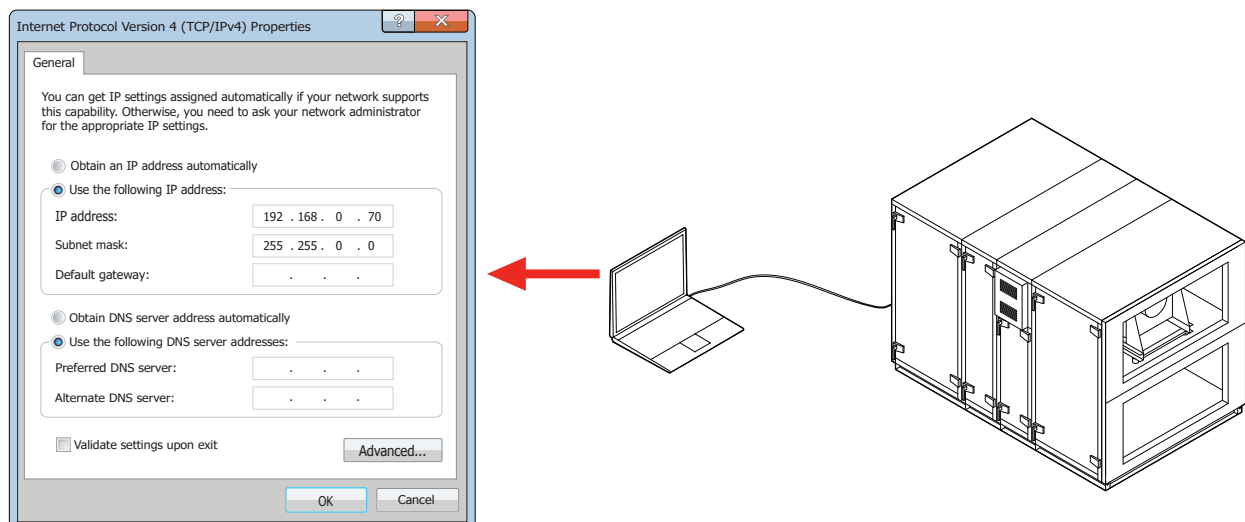 Internet Protocol Version 4 (TCP/IPv4) Properties
?
X
General
You can get IP settings assigned automatically if your network supports
this capability. Otherwise, you need to ask your network administrator
for the appropriate IP settings.
Obtain an IP address automatically
Use the following IP address:
IP address: 192 . 168 . 0 . 70
Subnet mask: 255 . 255 . 0 . 0
Default gateway: . . .
Obtain DNS server address automatically
Use the following DNS server addresses:
Preferred DNS server: . . .
Alternate DNS server: . . .
Validate settings upon exit
Advanced...
OK
Cancel